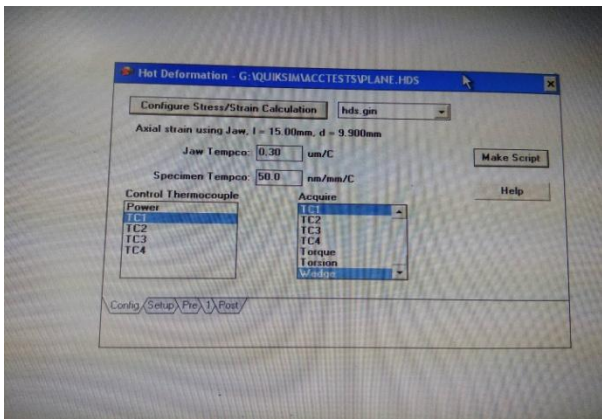 Hot Deformation - G:\QUIKSIM\ACCTESTS\PLANE.HDS
Configure Stress/Strain Calculation
hds.gin
Axial strain using Jaw, l = 15.00mm, d = 9.900mm
Jaw Tempco: 0.30 um/C
Make Script
Specimen Tempco: 50.0 nm/mm/C
Help
Control Thermocouple
Power
TC1
TC2
TC3
TC4
Acquire
TC1
TC2
TC3
TC4
Torque
Torsion
Wedge
Config Setup Pre 1 Post